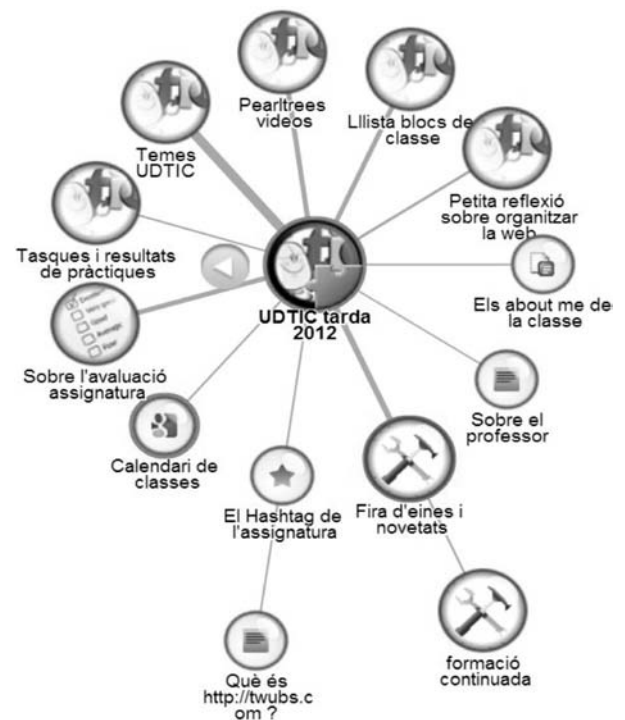 Pearltrees
videos
Lllista blocs de
classe
Temes
UDTIC
Petita reflexió
sobre organitzar
la web
Tasques i resultats
de pràctiques
Els about me de
la classe
UDTIC tarda
2012
Sobre l'avaluació
assignatura
Sobre el
professor
Calendari de
classes
El Hashtag de
l'assignatura
Fira d'eines i
novetats
formació
continuada
Què és
http://twubs.c
om ?